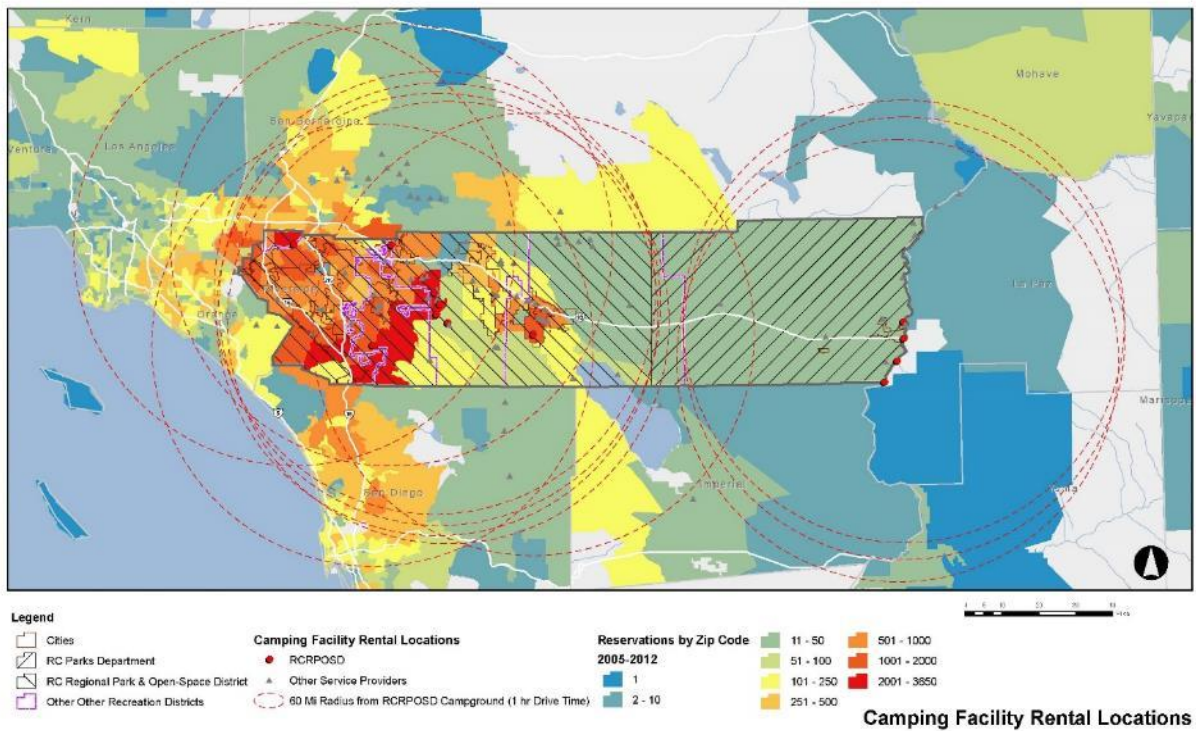 Kern
Mohave
San Bernardino
Yavapai
Ventura
Los Angeles
Riverside
Orange
La Paz
San Diego
Imperial
Legend
Cities
RC Parks Department
RC Regional Park & Open-Space District
Other Other Recreation Districts
Camping Facility Rental Locations
RCRPOSD
Other Service Providers
60 Mi Radius from RCRPOSD Campground (1 hr Drive Time)
Reservations by Zip Code
2005-2012
1
2 - 10
11 - 50
51 - 100
101 - 250
251 - 500
501 - 1000
1001 - 2000
2001 - 3650
Camping Facility Rental Locations